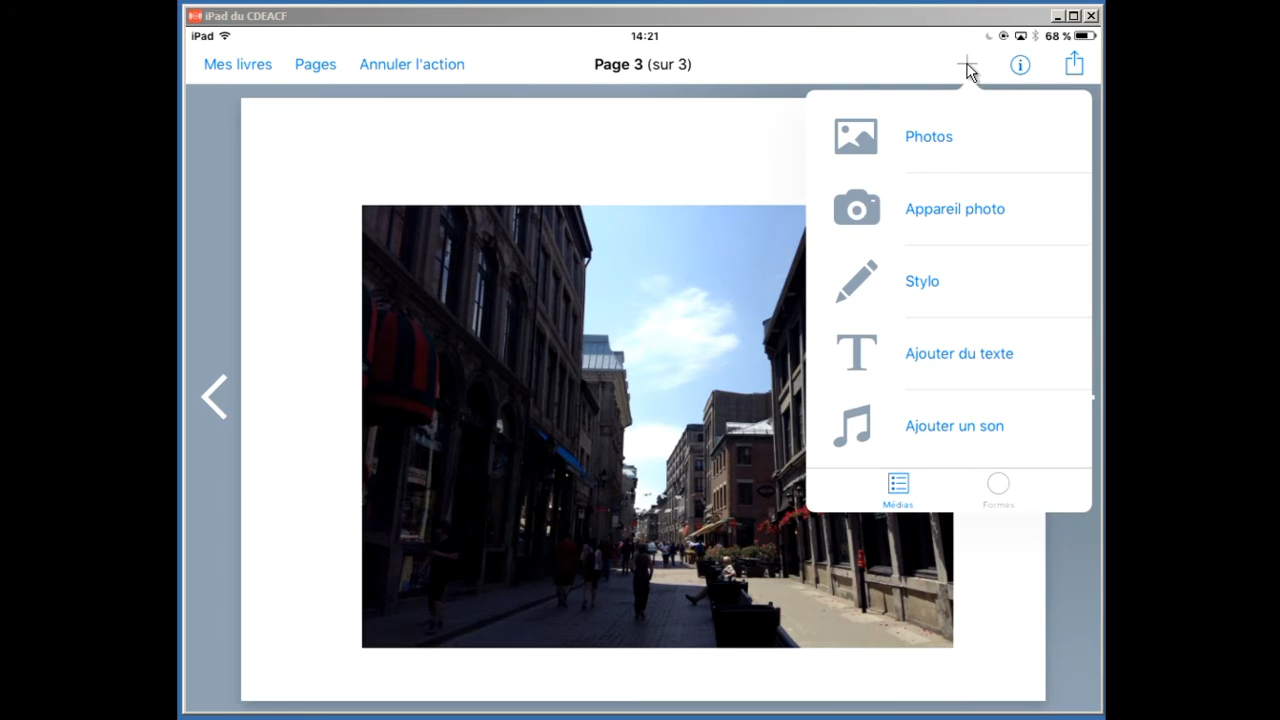 iPad du CDEACF
iPad 14:21 68 %
Mes livres Pages Annuler l'action Page 3 (sur 3)
Photos
Appareil photo
Stylo
Ajouter du texte
Ajouter un son
Médias Formes